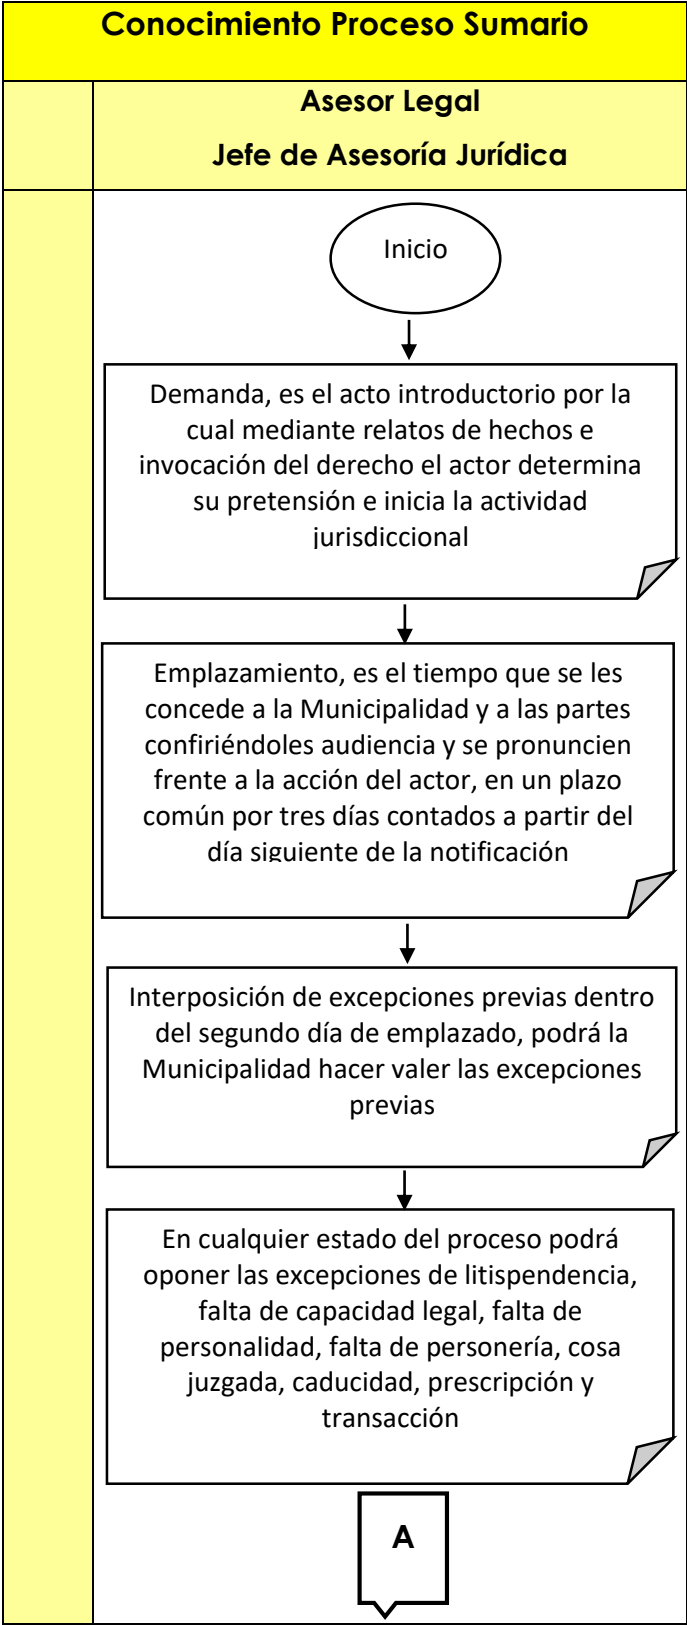 Conocimiento Proceso Sumario
Asesor Legal
Jefe de Asesoría Jurídica
Inicio
Demanda, es el acto introductorio por la
cual mediante relatos de hechos e
invocación del derecho el actor determina
su pretensión e inicia la actividad
jurisdiccional
Emplazamiento, es el tiempo que se les
concede a la Municipalidad y a las partes
confiriéndoles audiencia y se pronuncien
frente a la acción del actor, en un plazo
común por tres días contados a partir del
día siguiente de la notificación
Interposición de excepciones previas dentro
del segundo día de emplazado, podrá la
Municipalidad hacer valer las excepciones
previas
En cualquier estado del proceso podrá
oponer las excepciones de litispendencia,
falta de capacidad legal, falta de
personalidad, falta de personería, cosa
juzgada, caducidad, prescripción y
transacción
A